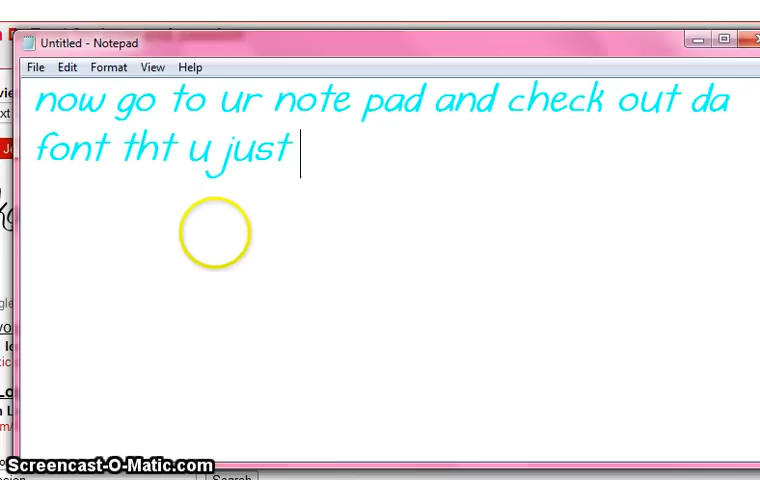 Untitled - Notepad
File Edit Format View Help
now go to ur note pad and check out da
font tht u just
Screencast-O-Matic.com
Search